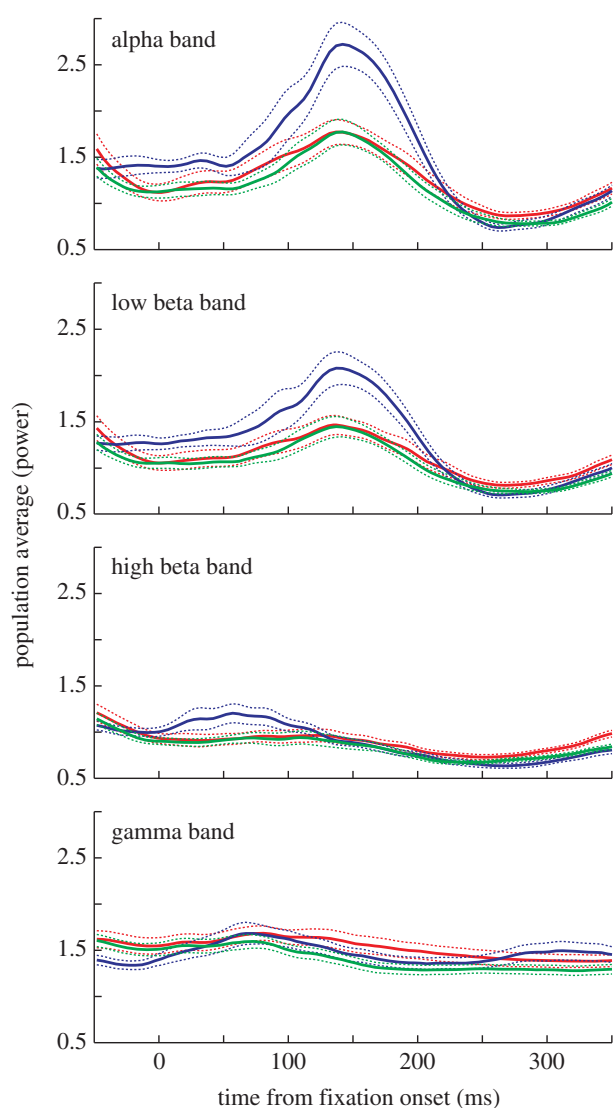 alpha band
2.5
1.5
0.5
low beta band
2.5
1.5
0.5
population average (power)
high beta band
2.5
1.5
0.5
gamma band
2.5
1.5
0.5
0 100 200 300
time from fixation onset (ms)